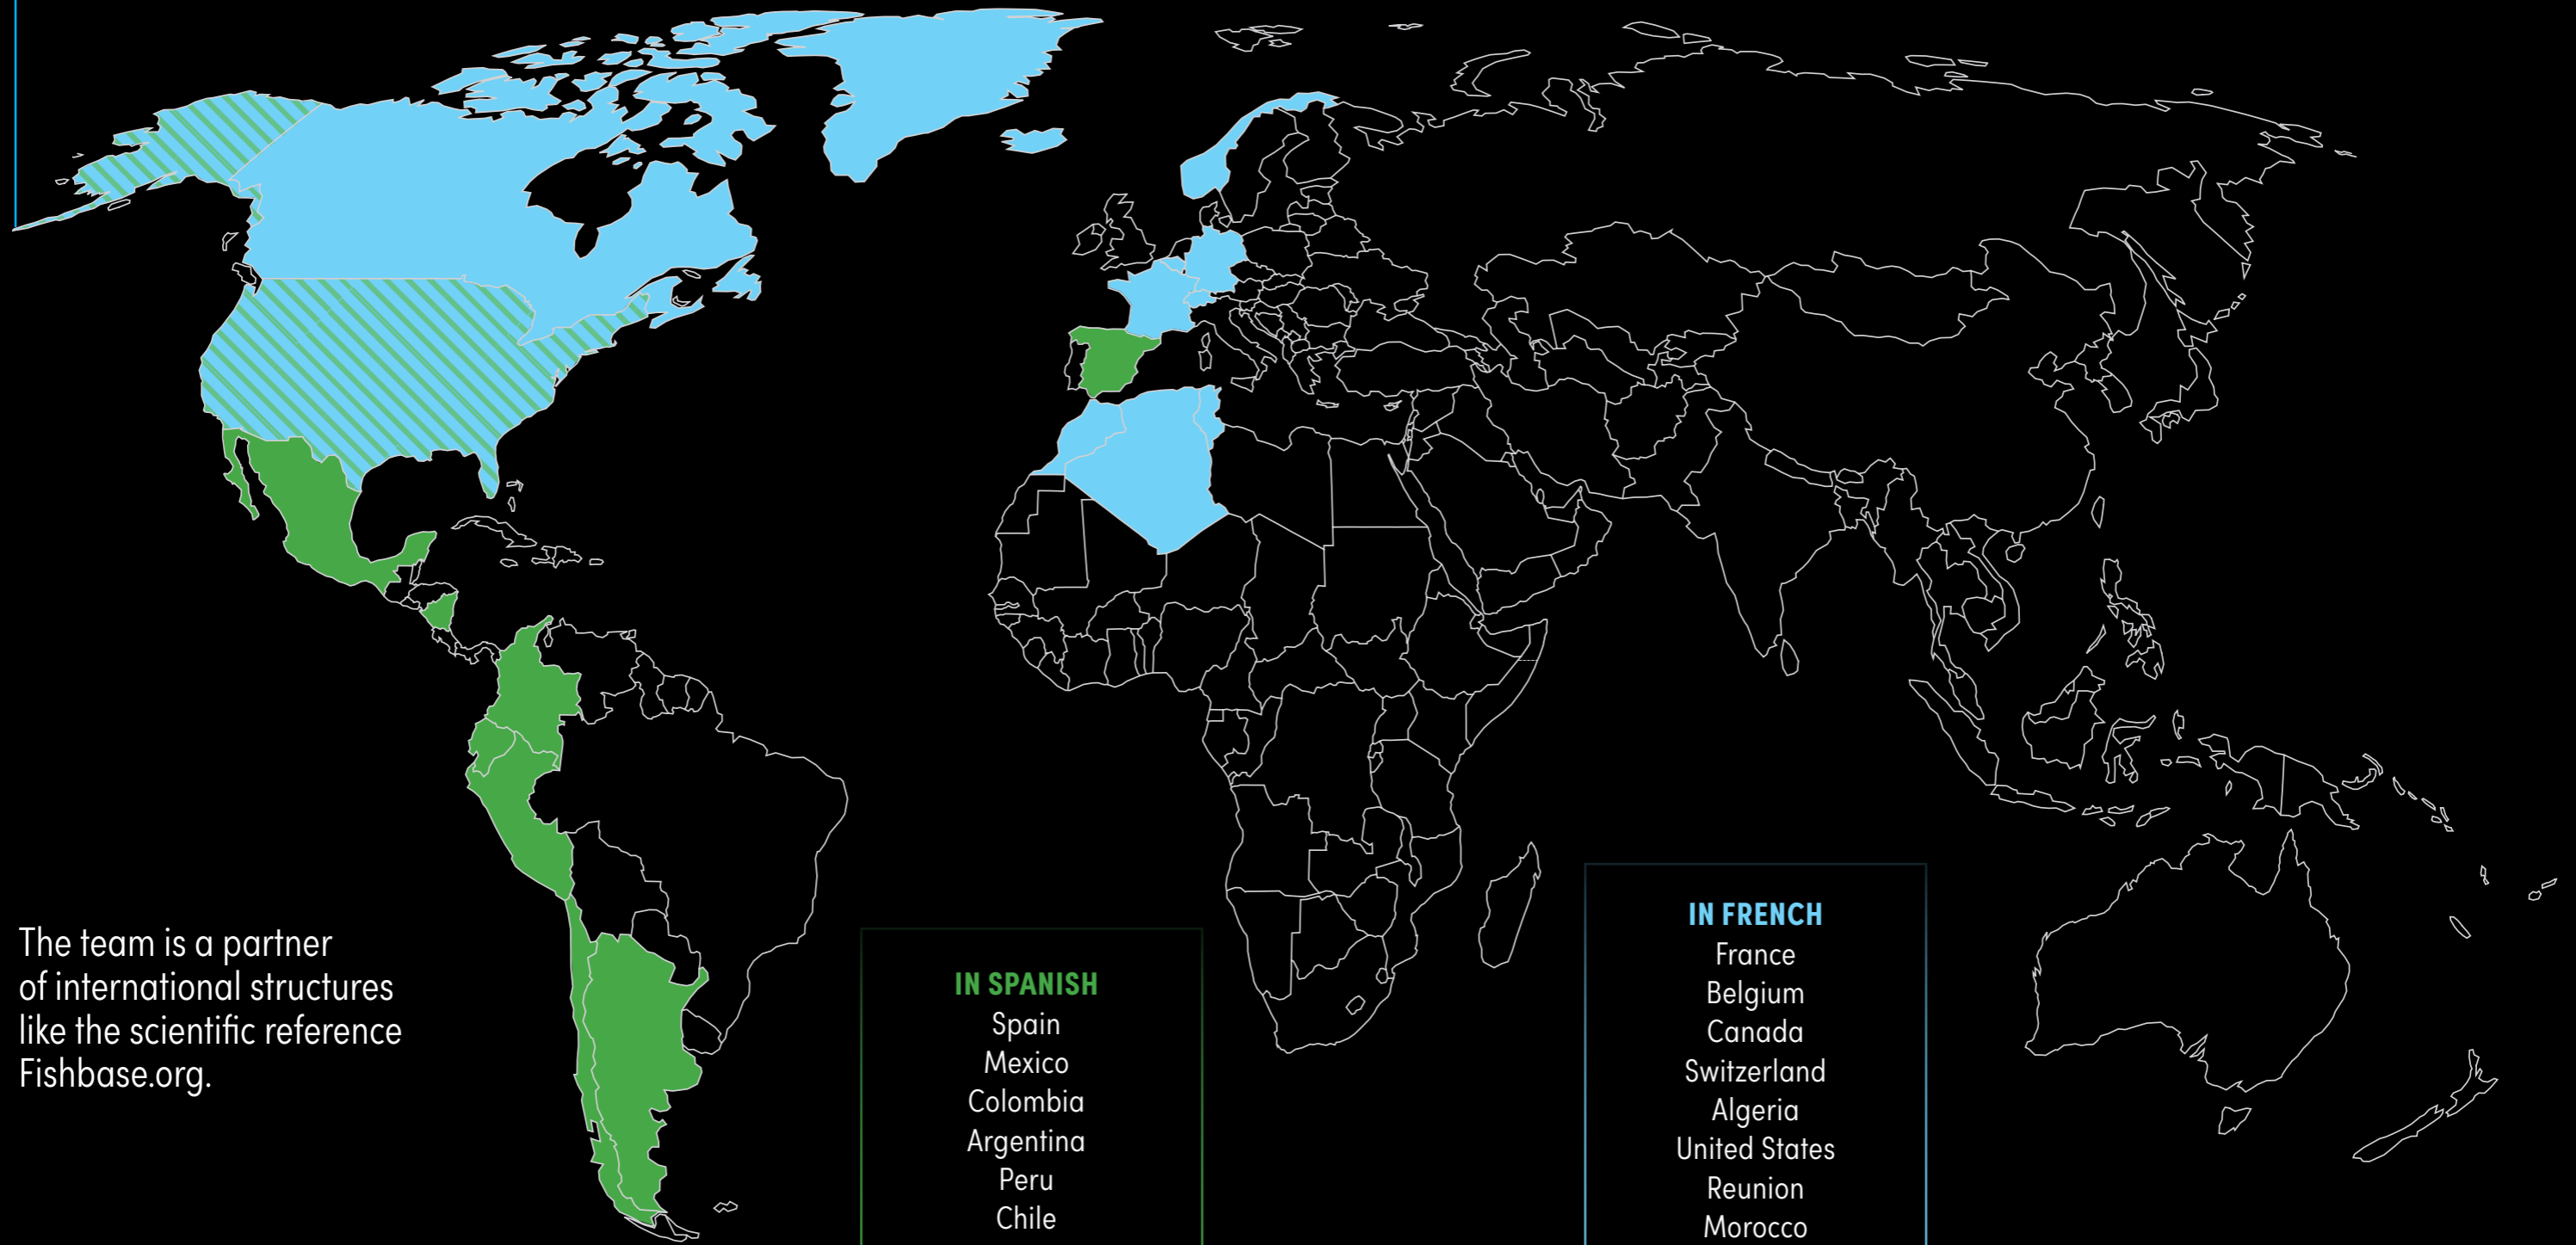 The team is a partner
of international structures
like the scientific reference
Fishbase.org.
IN SPANISH
Spain
Mexico
Colombia
Argentina
Peru
Chile
IN FRENCH
France
Belgium
Canada
Switzerland
Algeria
United States
Reunion
Morocco